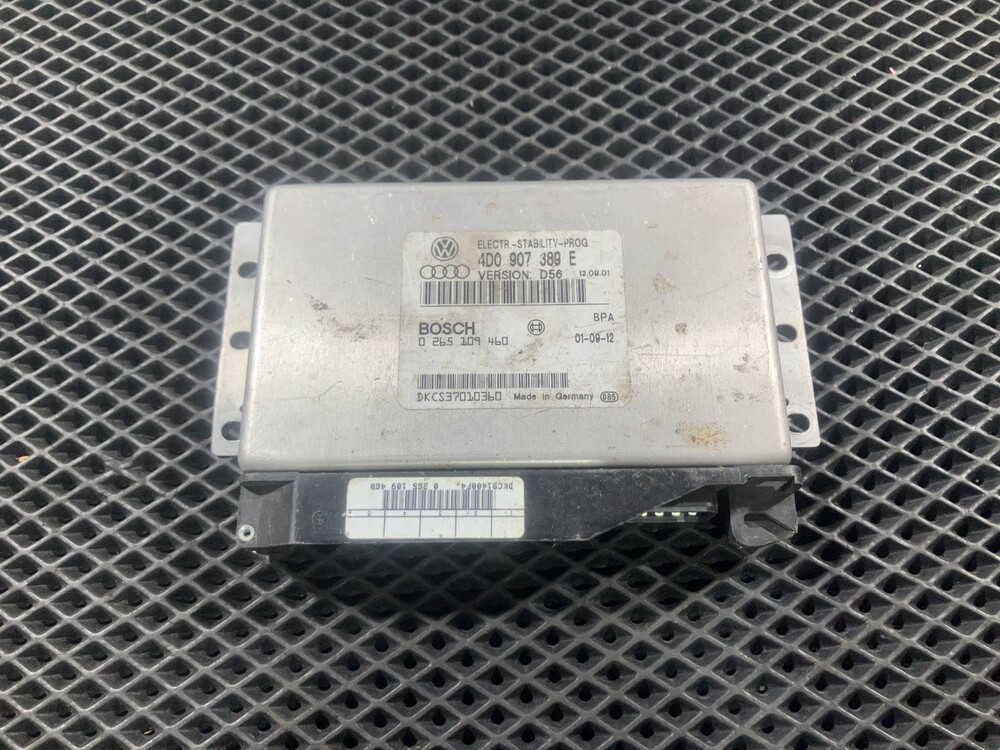 ELECTR.-STABILITY-PROG.
4D0 907 389 E
VERSION: D56 12.09.01
BPA
BOSCH
0 265 109 460 01-09-12
DKCS37010360 Made in Germany 085
0 265 109 460